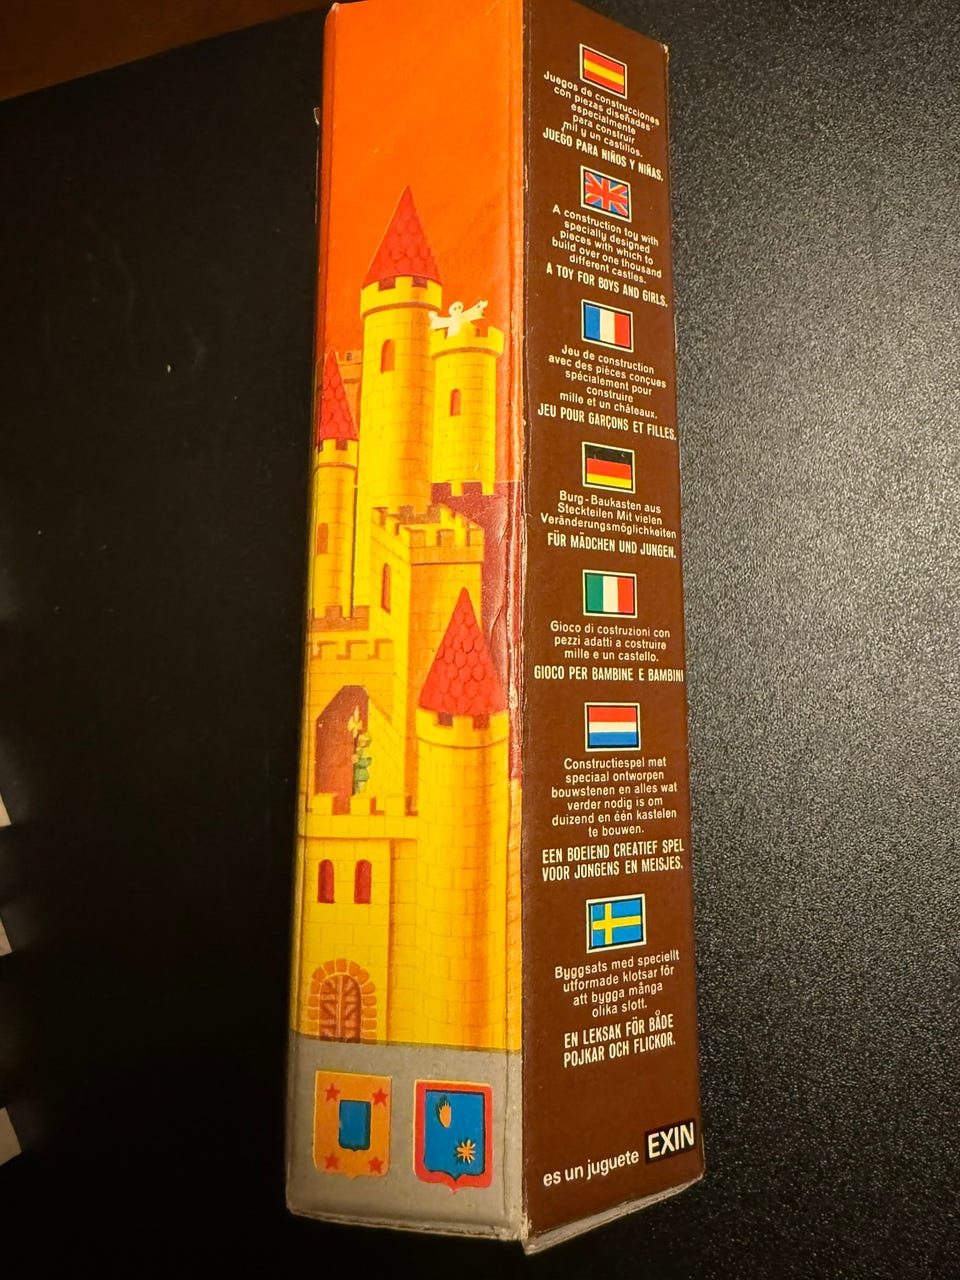 Juegos de construcciones
con piezas diseñadas
especialmente
para construir
mil y un castillos.
JUEGO PARA NIÑOS Y NIÑAS.
A construction toy with
specially designed
pieces with which to
build over one thousand
different castles.
A TOY FOR BOYS AND GIRLS.
Jeu de construction
avec des pièces conçues
spécialement pour
construire
mille et un châteaux.
JEU POUR GARÇONS ET FILLES.
Burg-Baukasten aus
Steckteilen Mit vielen
Veränderungsmöglichkeiten
FÜR MÄDCHEN UND JUNGEN.
Gioco di costruzioni con
pezzi adatti a costruire
mille e un castello.
GIOCO PER BAMBINE E BAMBINI
Constructiespel met
speciaal ontworpen
bouwstenen en alles wat
verder nodig is om
duizend en één kastelen
te bouwen.
EEN BOEIEND CREATIEF SPEL
VOOR JONGENS EN MEISJES.
Byggsats med speciellt
utformade klotsar för
att bygga många
olika slott.
EN LEKSAK FÖR BÅDE
POJKAR OCH FLICKOR.
es un juguete EXIN